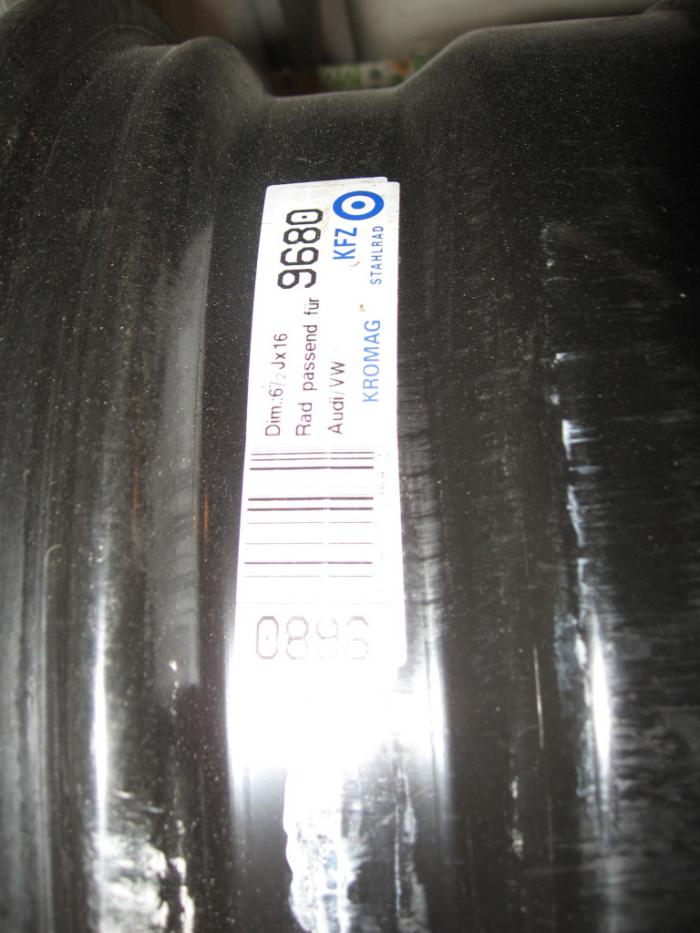 Dim.:6½Jx16
Rad passend für 9680
Audi/VW
KFZ
KROMAG STAHLRAD
9680